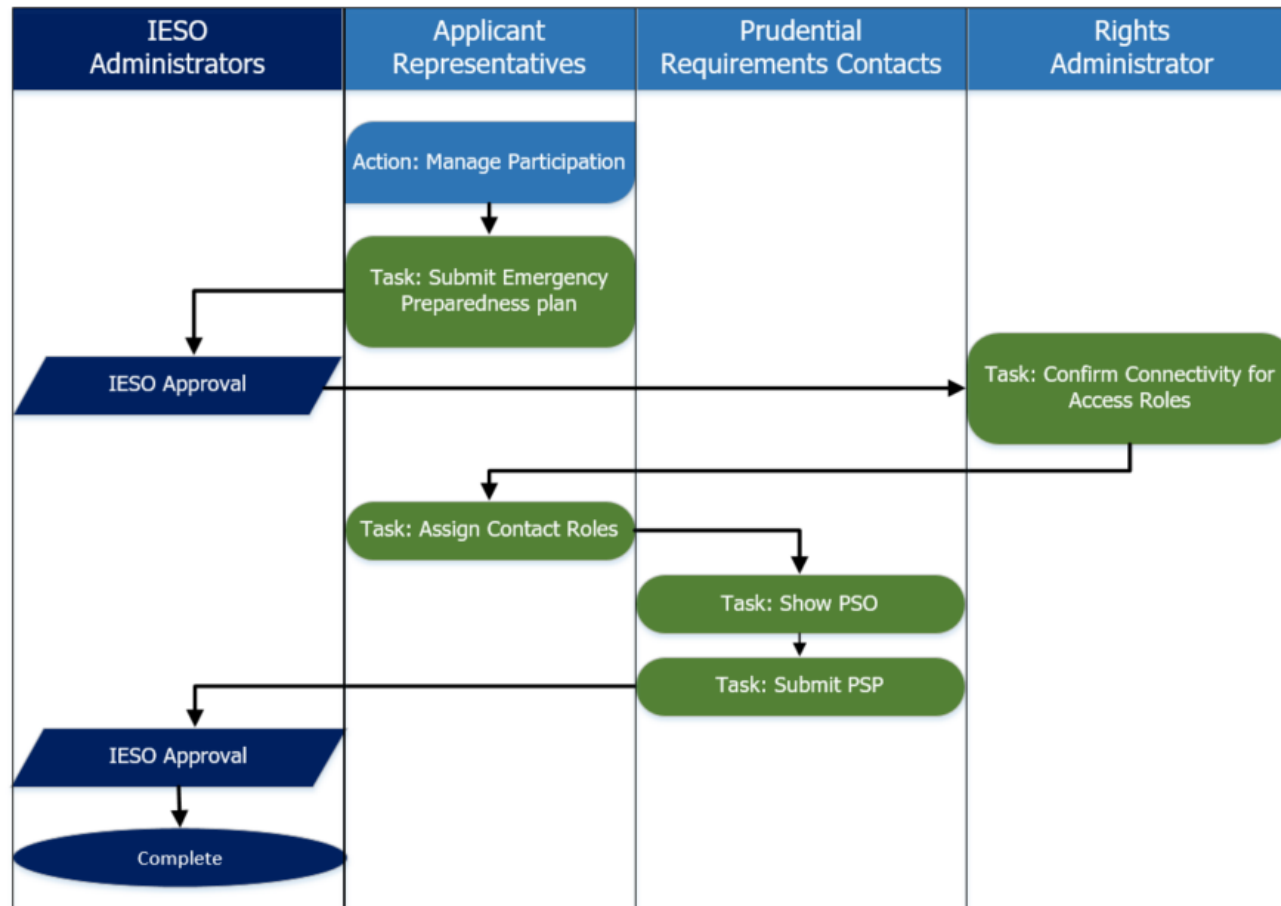 IESO
Administrators
Applicant
Representatives
Prudential
Requirements Contacts
Rights
Administrator
Action: Manage Participation
Task: Submit Emergency
Preparedness plan
IESO Approval
Task: Confirm Connectivity for
Access Roles
Task: Assign Contact Roles
Task: Show PSO
Task: Submit PSP
IESO Approval
Complete